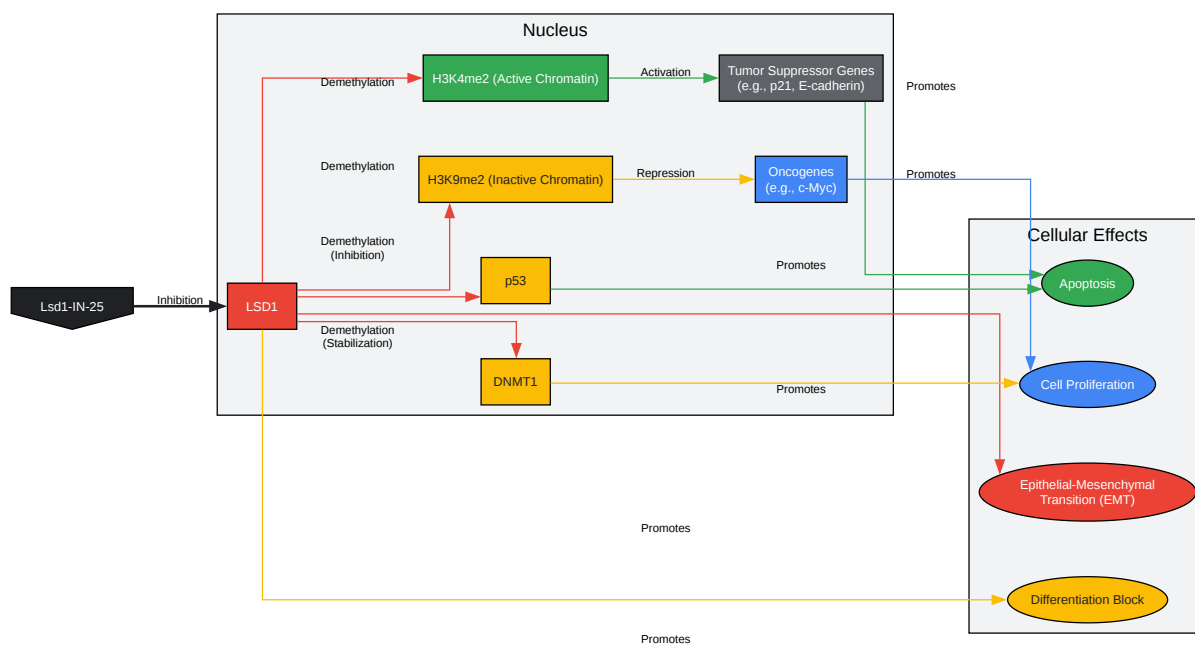 Nucleus
Demethylation
H3K4me2 (Active Chromatin)
Activation
Tumor Suppressor Genes
(e.g., p21, E-cadherin)
Promotes
Demethylation
H3K9me2 (Inactive Chromatin)
Repression
Oncogenes
(e.g., c-Myc)
Promotes
Cellular Effects
Demethylation
(Inhibition)
p53
Promotes
Apoptosis
Lsd1-IN-25
Inhibition
LSD1
Demethylation
(Stabilization)
DNMT1
Promotes
Cell Proliferation
Epithelial-Mesenchymal
Transition (EMT)
Promotes
Differentiation Block
Promotes